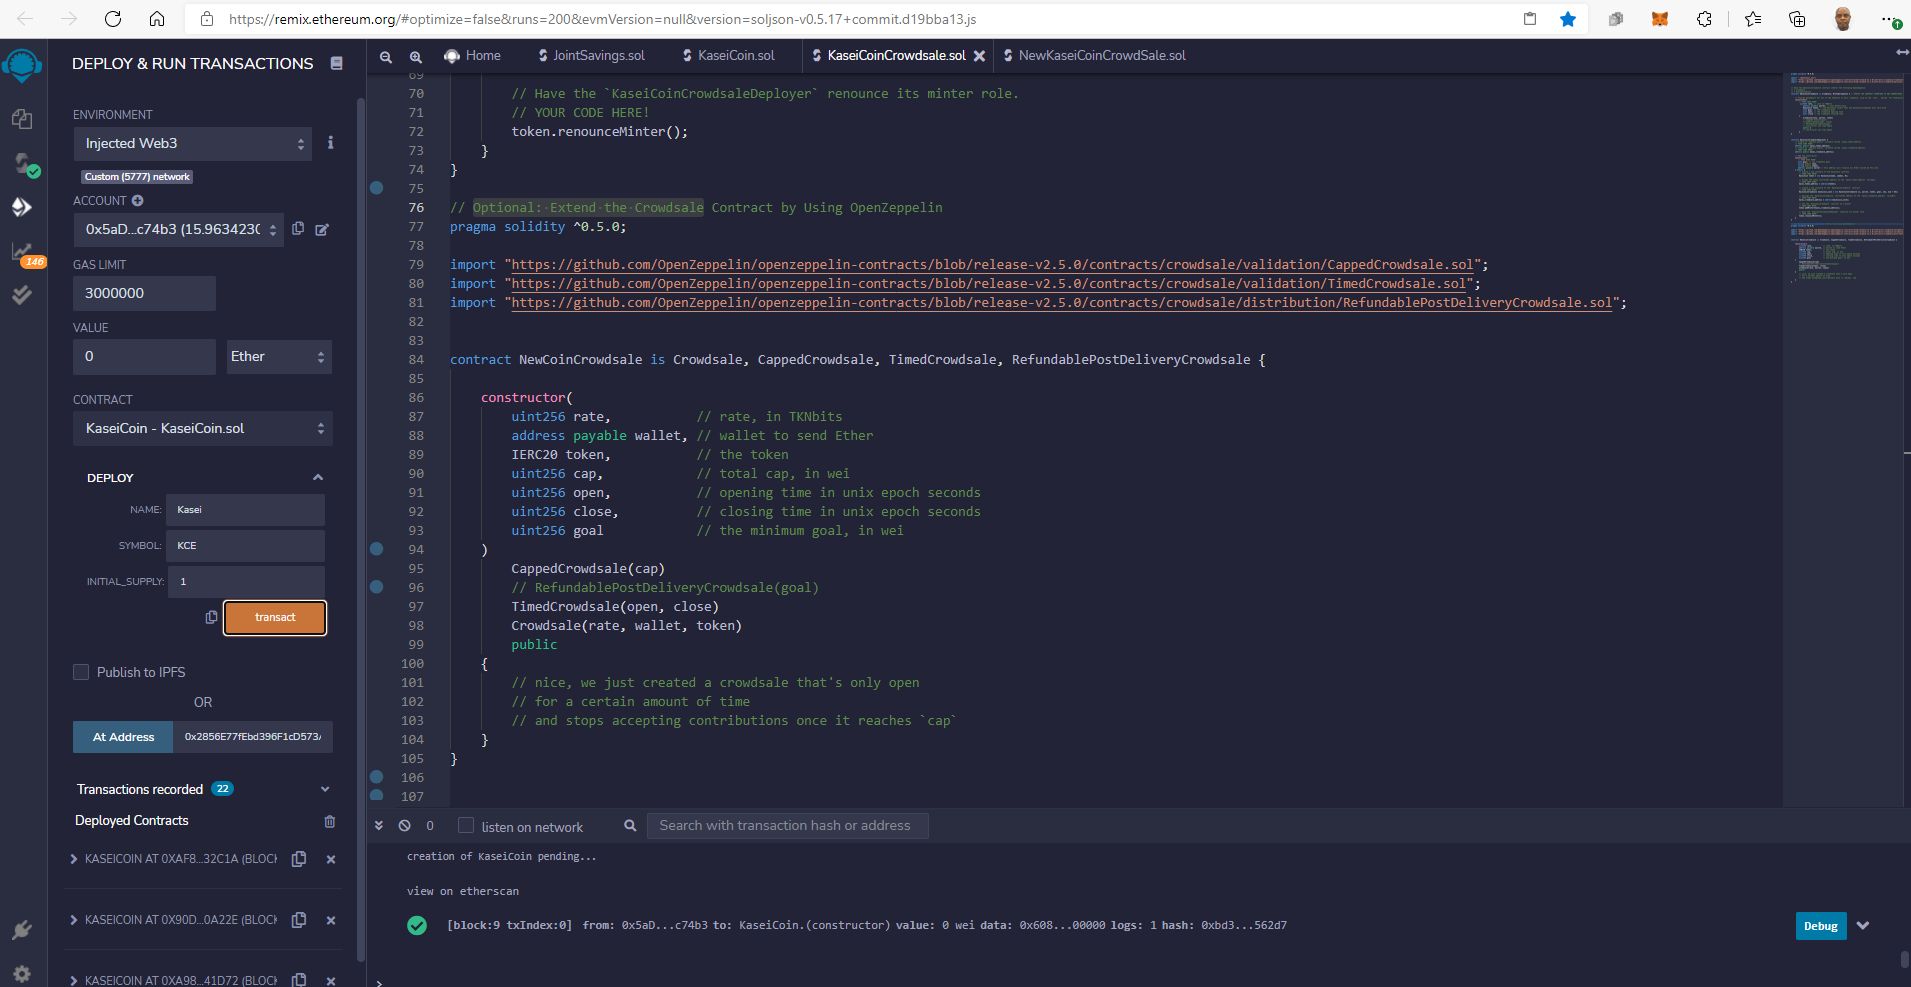 https://remix.ethereum.org/#optimize=false&runs=200&evmVersion=null&version=soljson-v0.5.17+commit.d19bba13.js
DEPLOY & RUN TRANSACTIONS
ENVIRONMENT
Injected Web3
Custom (5777) network
ACCOUNT
0x5aD...c74b3 (15.9634230
GAS LIMIT
3000000
VALUE
0
Ether
CONTRACT
KaseiCoin - KaseiCoin.sol
DEPLOY
NAME: Kasei
SYMBOL: KCE
INITIAL_SUPPLY: 1
transact
Publish to IPFS
OR
At Address 0x2856E77fEbd396F1cD573
Transactions recorded 22
Deployed Contracts
KASEICOIN AT 0XAF8...32C1A (BLOCK
KASEICOIN AT 0X90D...0A22E (BLOCK
KASEICOIN AT 0XA98...41D72 (BLOCK
146
Home JointSavings.sol KaseiCoin.sol KaseiCoinCrowdsale.sol NewKaseiCoinCrowdSale.sol
69
70 // Have the `KaseiCoinCrowdsaleDeployer` renounce its minter role.
71 // YOUR CODE HERE!
72 token.renounceMinter();
73 }
74 }
75
76 // Optional: Extend the Crowdsale Contract by Using OpenZeppelin
77 pragma solidity ^0.5.0;
78
79 import "https://github.com/OpenZeppelin/openzeppelin-contracts/blob/release-v2.5.0/contracts/crowdsale/validation/CappedCrowdsale.sol";
80 import "https://github.com/OpenZeppelin/openzeppelin-contracts/blob/release-v2.5.0/contracts/crowdsale/validation/TimedCrowdsale.sol";
81 import "https://github.com/OpenZeppelin/openzeppelin-contracts/blob/release-v2.5.0/contracts/crowdsale/distribution/RefundablePostDeliveryCrowdsale.sol";
82
83
84 contract NewCoinCrowdsale is Crowdsale, CappedCrowdsale, TimedCrowdsale, RefundablePostDeliveryCrowdsale {
85
86 constructor(
87 uint256 rate, // rate, in TKNbits
88 address payable wallet, // wallet to send Ether
89 IERC20 token, // the token
90 uint256 cap, // total cap, in wei
91 uint256 open, // opening time in unix epoch seconds
92 uint256 close, // closing time in unix epoch seconds
93 uint256 goal // the minimum goal, in wei
94 )
95 CappedCrowdsale(cap)
96 // RefundablePostDeliveryCrowdsale(goal)
97 TimedCrowdsale(open, close)
98 Crowdsale(rate, wallet, token)
99 public
100 {
101 // nice, we just created a crowdsale that's only open
102 // for a certain amount of time
103 // and stops accepting contributions once it reaches `cap`
104 }
105 }
106
107
0 listen on network Search with transaction hash or address
creation of KaseiCoin pending...
view on etherscan
[block:9 txIndex:0] from: 0x5aD...c74b3 to: KaseiCoin.(constructor) value: 0 wei data: 0x608...00000 logs: 1 hash: 0xbd3...562d7
Debug
>